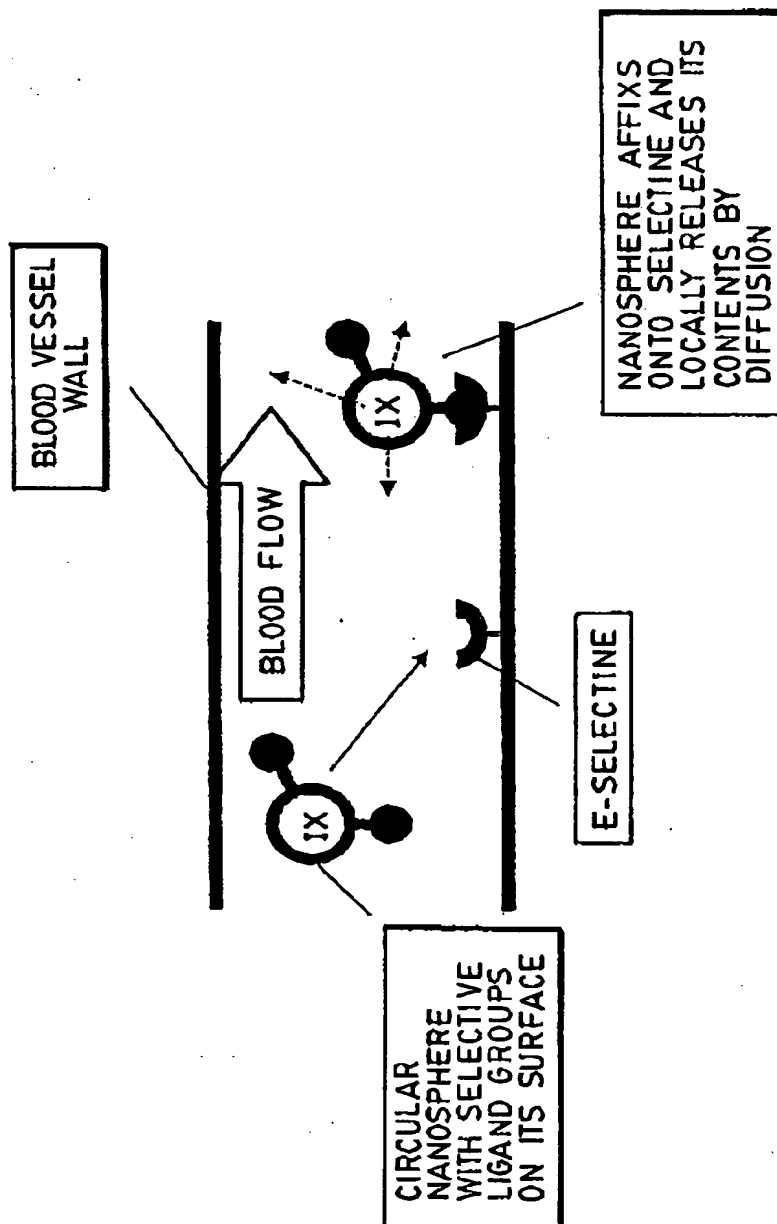 BLOOD VESSEL
WALL
BLOOD FLOW
IX
IX
CIRCULAR
NANOSPHERE
WITH SELECTIVE
LIGAND GROUPS
ON ITS SURFACE
E-SELECTINE
NANOSPHERE AFFIXS
ONTO SELECTINE AND
LOCALLY RELEASES ITS
CONTENTS BY
DIFFUSION